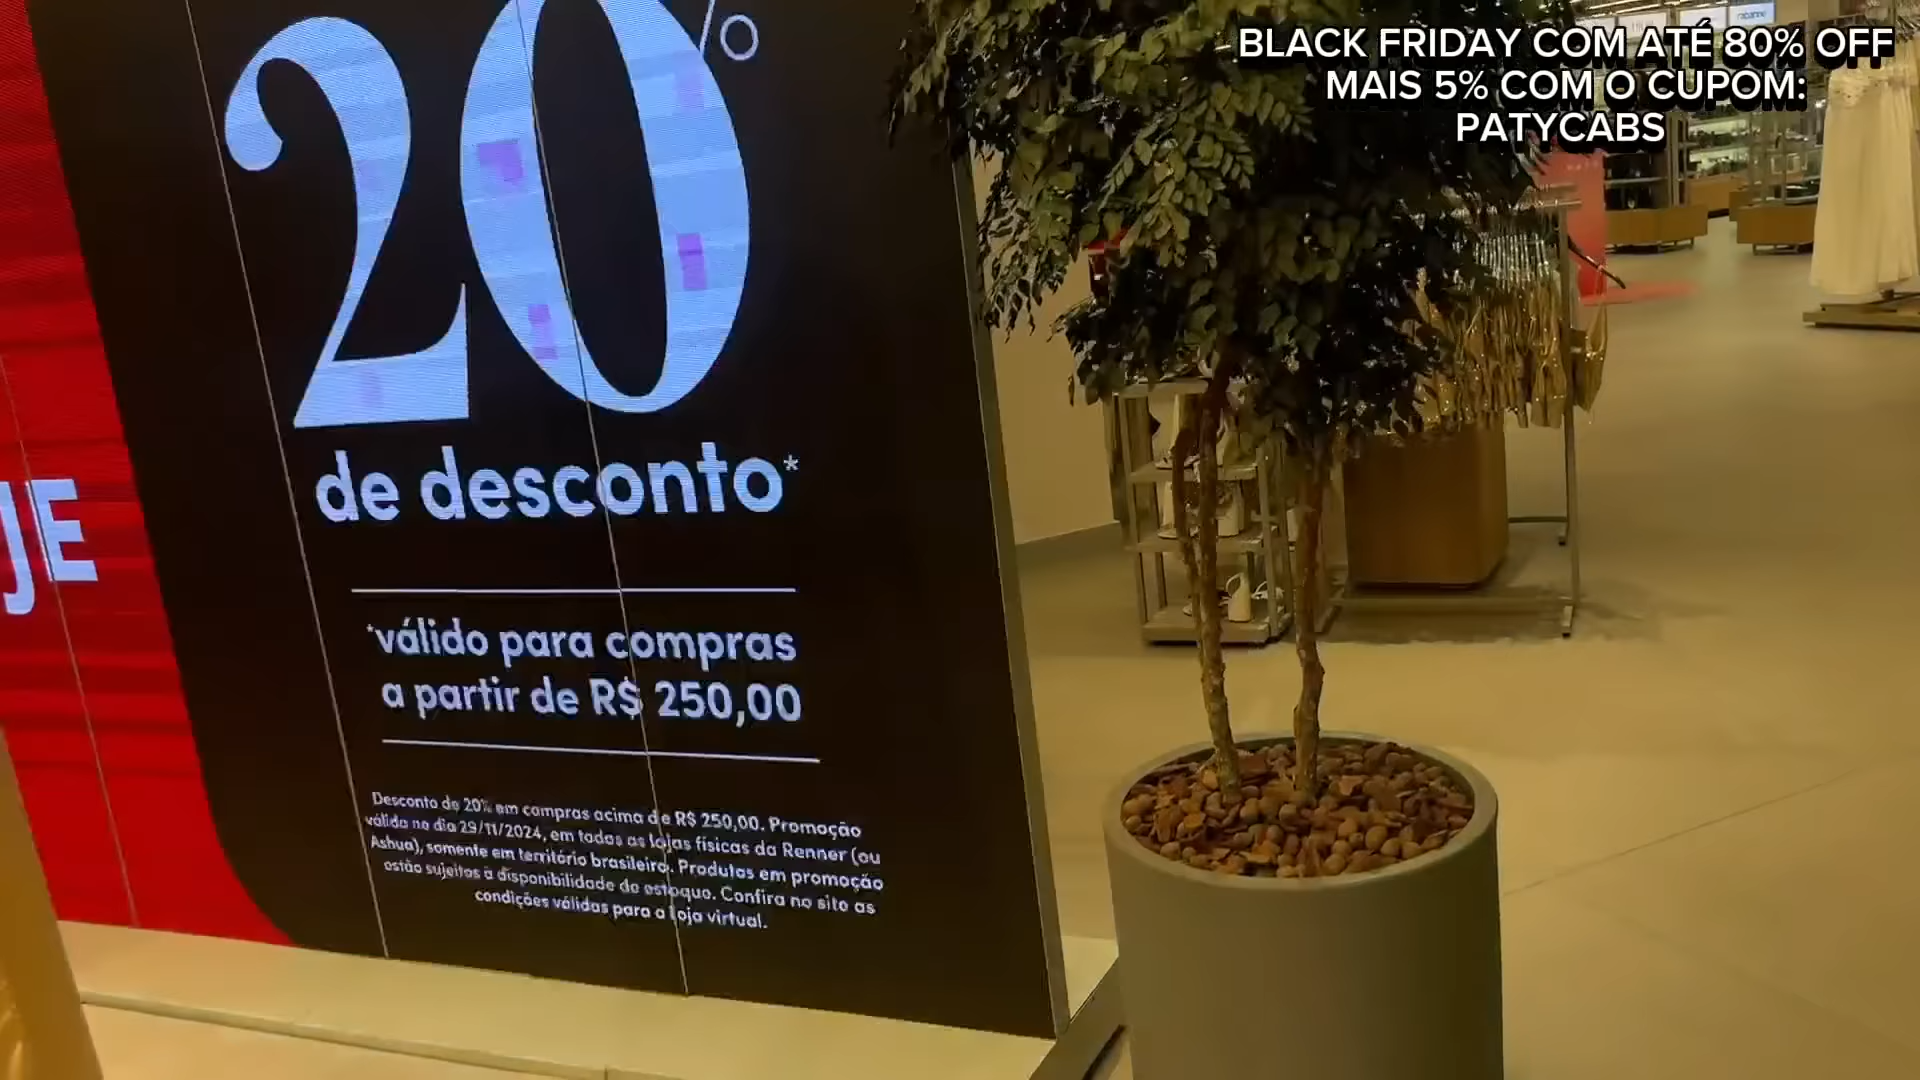 BLACK FRIDAY COM ATÉ 80% OFF
MAIS 5% COM O CUPOM:
PATYCABS
JE
20%
de desconto*
*válido para compras
a partir de R$ 250,00
Desconto de 20% em compras acima de R$ 250,00. Promoção
válida no dia 29/11/2024, em todas as lojas físicas da Renner (ou
Ashua), somente em território brasileiro. Produtos em promoção
estão sujeitos à disponibilidade de estoque. Confira no site as
condições válidas para a loja virtual.